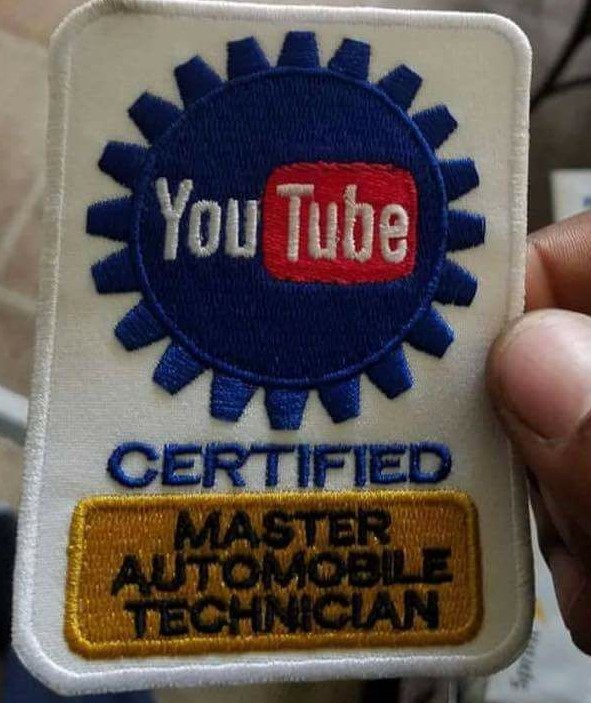 YouTube
CERTIFIED
MASTER
AUTOMOBILE
TECHNICIAN